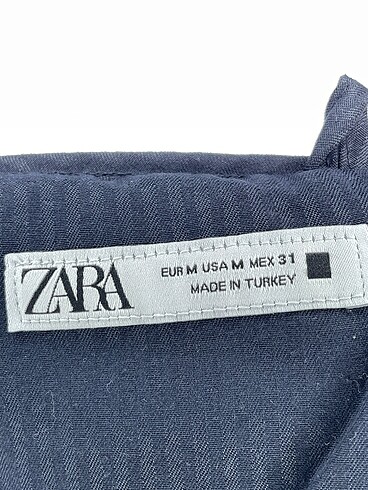 ZARA
EUR M USA M MEX 31
MADE IN TURKEY